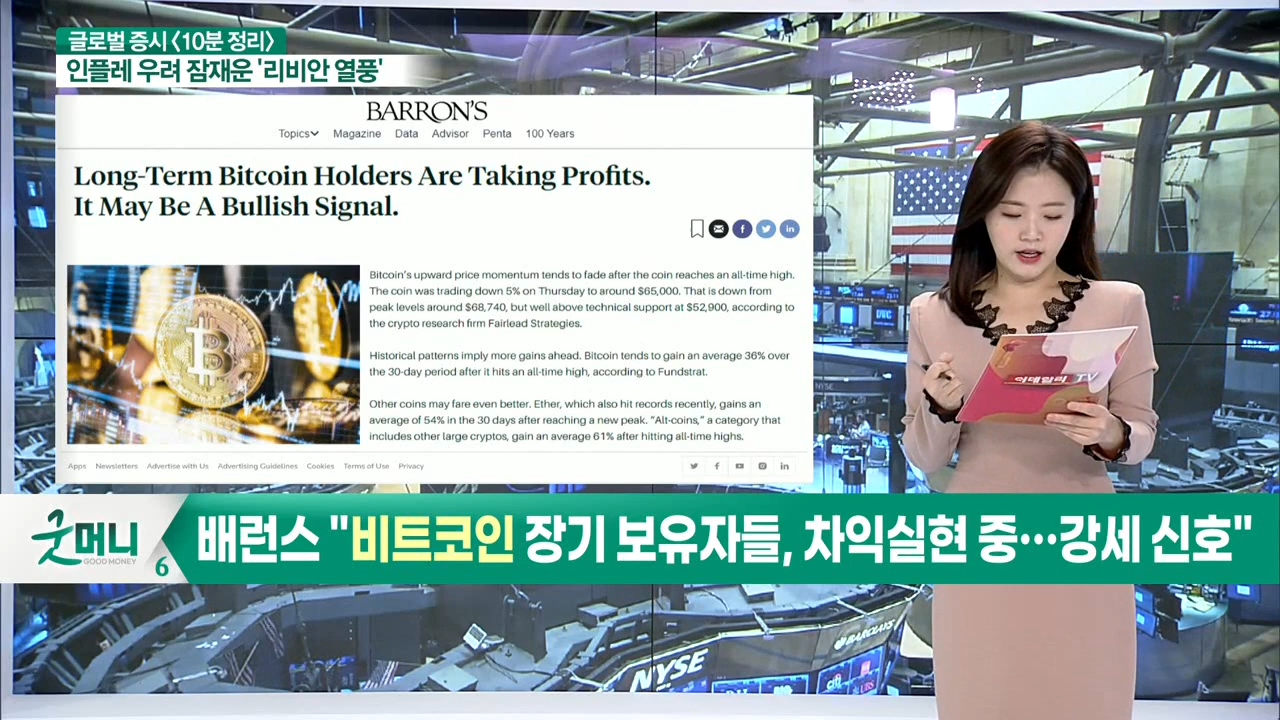 글로벌 증시 <10분 정리>
인플레 우려 잠재운 '리비안 열풍'
BARRON'S
Topics Magazine Data Advisor Penta 100 Years
Long-Term Bitcoin Holders Are Taking Profits.
It May Be A Bullish Signal.
Bitcoin's upward price momentum tends to fade after the coin reaches an all-time high.
The coin was trading down 5% on Thursday to around $65,000. That is down from
peak levels around $68,740, but well above technical support at $52,900, according to
the crypto research firm Fairlead Strategies.
Historical patterns imply more gains ahead. Bitcoin tends to gain an average 36% over
the 30-day period after it hits an all-time high, according to Fundstrat.
Other coins may fare even better. Ether, which also hit records recently, gains an
average of 54% in the 30 days after reaching a new peak. "Alt-coins," a category that
includes other large cryptos, gain an average 61% after hitting all-time highs.
Apps Newsletters Advertise with Us Advertising Guidelines Cookies Terms of Use Privacy
이데일리 TV
굿머니
GOOD MONEY
6
배런스 "비트코인 장기 보유자들, 차익실현 중…강세 신호"
NYSE
BARCLAYS
citi
UBS